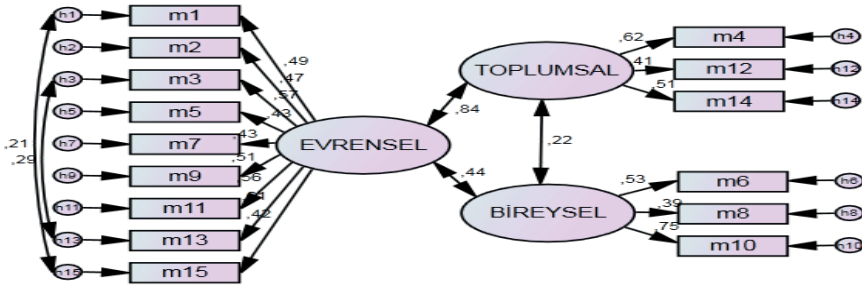 h1 m1
h2 m2
h3 m3
h5 m5
h7 m7
h9 m9
h11 m11
h13 m13
h15 m15
,21
,29
,49
,47
,57
,43
,43
,51
,56
,42
EVRENSEL
,84
,44
TOPLUMSAL
,22
BİREYSEL
,62 m4 h4
,41 m12 h12
,51 m14 h14
,53 m6 h6
,39 m8 h8
,75 m10 h10